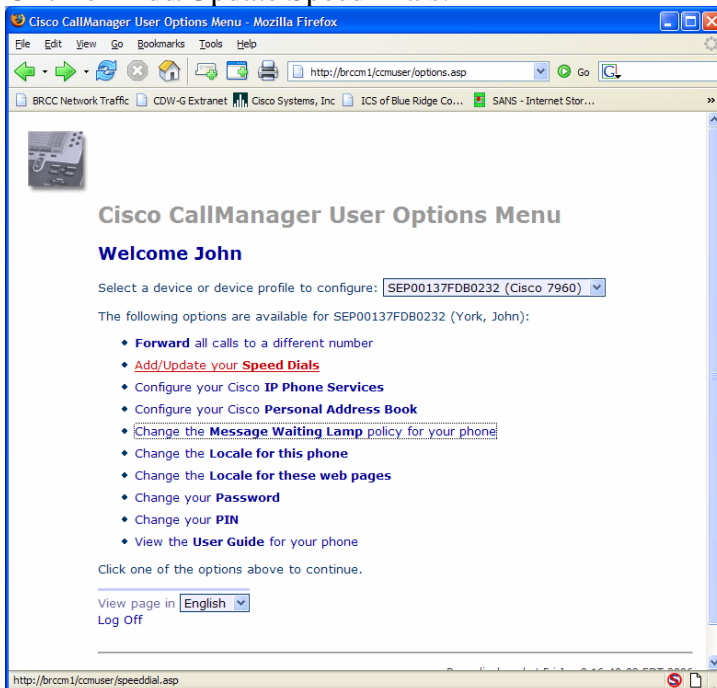 Cisco CallManager User Options Menu - Mozilla Firefox
File Edit View Go Bookmarks Tools Help
http://brccm1/ccmuser/options.asp Go
BRCC Network Traffic CDW-G Extranet Cisco Systems, Inc ICS of Blue Ridge Co... SANS - Internet Stor... »
Cisco CallManager User Options Menu
Welcome John
Select a device or device profile to configure: SEP00137FDB0232 (Cisco 7960)
The following options are available for SEP00137FDB0232 (York, John):
Forward all calls to a different number
Add/Update your Speed Dials
Configure your Cisco IP Phone Services
Configure your Cisco Personal Address Book
Change the Message Waiting Lamp policy for your phone
Change the Locale for this phone
Change the Locale for these web pages
Change your Password
Change your PIN
View the User Guide for your phone
Click one of the options above to continue.
View page in English
Log Off
http://brccm1/ccmuser/speeddial.asp